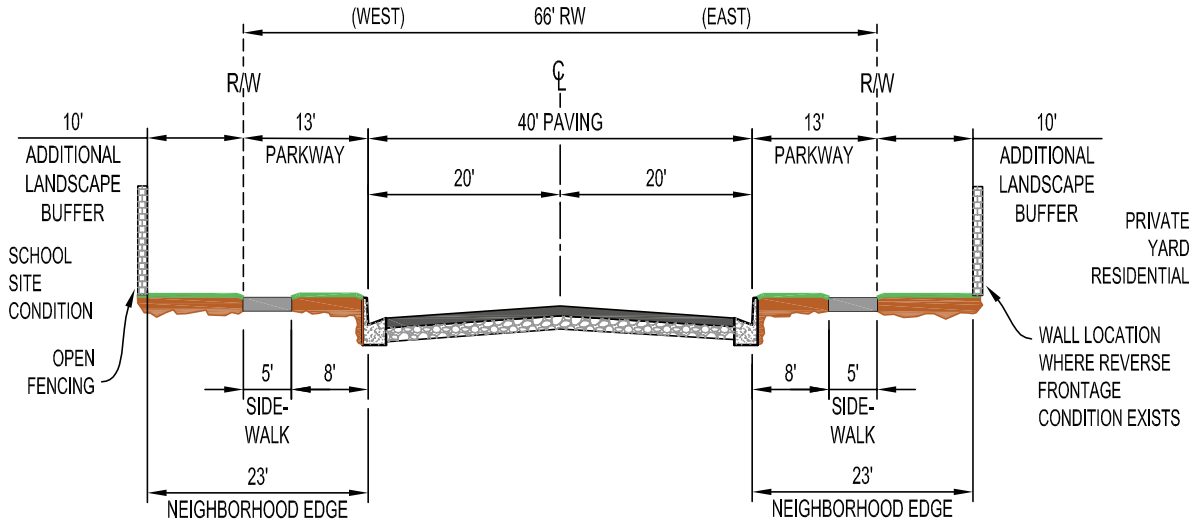 (WEST) 66' RW (EAST)
R/W ℄ R/W
10' 13' 40' PAVING 13' 10'
ADDITIONAL
LANDSCAPE
BUFFER
PARKWAY
PARKWAY
ADDITIONAL
LANDSCAPE
BUFFER
20' 20'
SCHOOL
SITE
CONDITION
PRIVATE
YARD
RESIDENTIAL
OPEN
FENCING
WALL LOCATION
WHERE REVERSE
FRONTAGE
CONDITION EXISTS
5' 8'
SIDE-
WALK
8' 5'
SIDE-
WALK
23'
NEIGHBORHOOD EDGE
23'
NEIGHBORHOOD EDGE